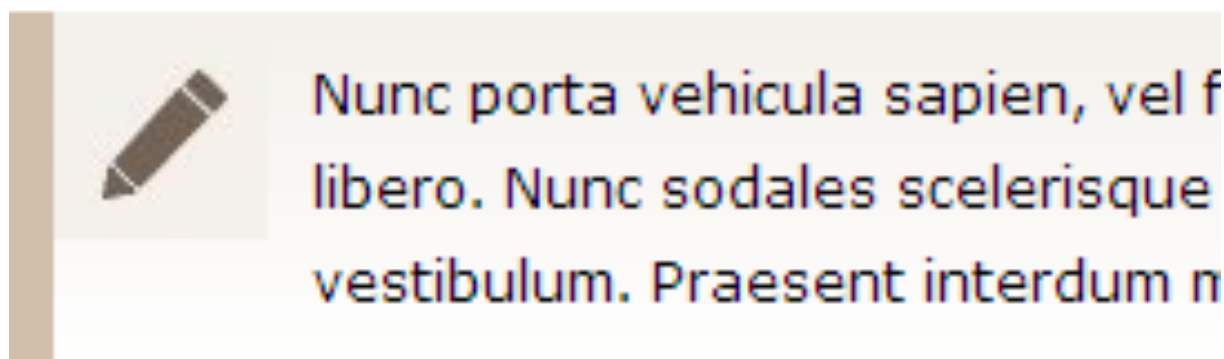 Nunc porta vehicula sapien, vel
libero. Nunc sodales scelerisque
vestibulum. Praesent interdum